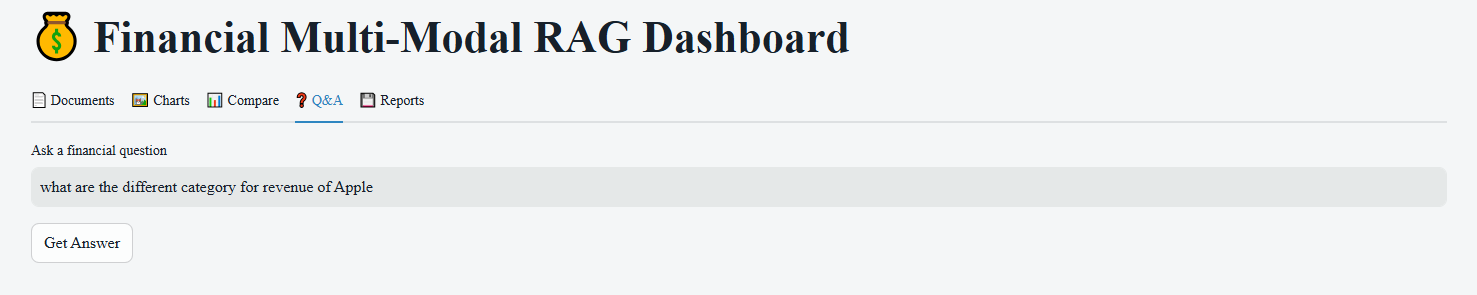 Financial Multi-Modal RAG Dashboard
Documents Charts Compare Q&A Reports
Ask a financial question
what are the different category for revenue of Apple
Get Answer